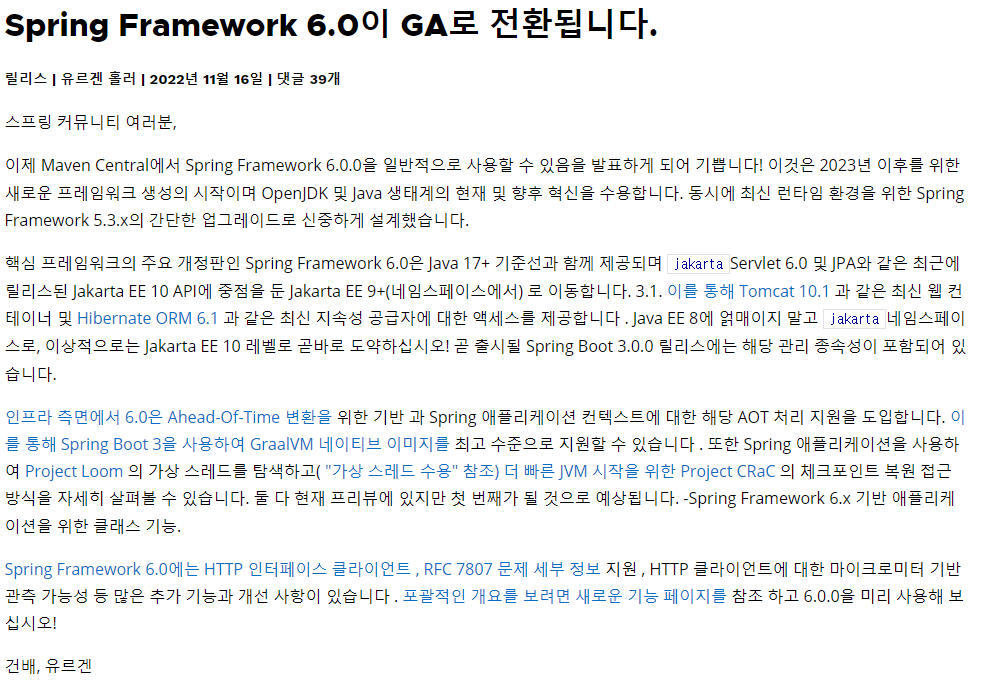 Spring Framework 6.0이 GA로 전환됩니다.
릴리스 | 유르겐 홀러 | 2022년 11월 16일 | 댓글 39개
스프링 커뮤니티 여러분,
이제 Maven Central에서 Spring Framework 6.0.0을 일반적으로 사용할 수 있음을 발표하게 되어 기쁩니다! 이것은 2023년 이후를 위한
새로운 프레임워크 생성의 시작이며 OpenJDK 및 Java 생태계의 현재 및 향후 혁신을 수용합니다. 동시에 최신 런타임 환경을 위한 Spring
Framework 5.3.x의 간단한 업그레이드로 신중하게 설계했습니다.
핵심 프레임워크의 주요 개정판인 Spring Framework 6.0은 Java 17+ 기준선과 함께 제공되며 jakarta Servlet 6.0 및 JPA와 같은 최근에
릴리스된 Jakarta EE 10 API에 중점을 둔 Jakarta EE 9+(네임스페이스에서) 로 이동합니다. 3.1. 이를 통해 Tomcat 10.1 과 같은 최신 웹 컨
테이너 및 Hibernate ORM 6.1 과 같은 최신 지속성 공급자에 대한 액세스를 제공합니다 . Java EE 8에 얽매이지 말고 jakarta 네임스페이
스로, 이상적으로는 Jakarta EE 10 레벨로 곧바로 도약하십시오! 곧 출시될 Spring Boot 3.0.0 릴리스에는 해당 관리 종속성이 포함되어 있
습니다.
인프라 측면에서 6.0은 Ahead-Of-Time 변환을 위한 기반 과 Spring 애플리케이션 컨텍스트에 대한 해당 AOT 처리 지원을 도입합니다. 이
를 통해 Spring Boot 3을 사용하여 GraalVM 네이티브 이미지를 최고 수준으로 지원할 수 있습니다 . 또한 Spring 애플리케이션을 사용하
여 Project Loom 의 가상 스레드를 탐색하고( "가상 스레드 수용" 참조) 더 빠른 JVM 시작을 위한 Project CRaC 의 체크포인트 복원 접근
방식을 자세히 살펴볼 수 있습니다. 둘 다 현재 프리뷰에 있지만 첫 번째가 될 것으로 예상됩니다. -Spring Framework 6.x 기반 애플리케
이션을 위한 클래스 기능.
Spring Framework 6.0에는 HTTP 인터페이스 클라이언트 , RFC 7807 문제 세부 정보 지원 , HTTP 클라이언트에 대한 마이크로미터 기반
관측 가능성 등 많은 추가 기능과 개선 사항이 있습니다 . 포괄적인 개요를 보려면 새로운 기능 페이지를 참조 하고 6.0.0을 미리 사용해 보
십시오!
건배, 유르겐